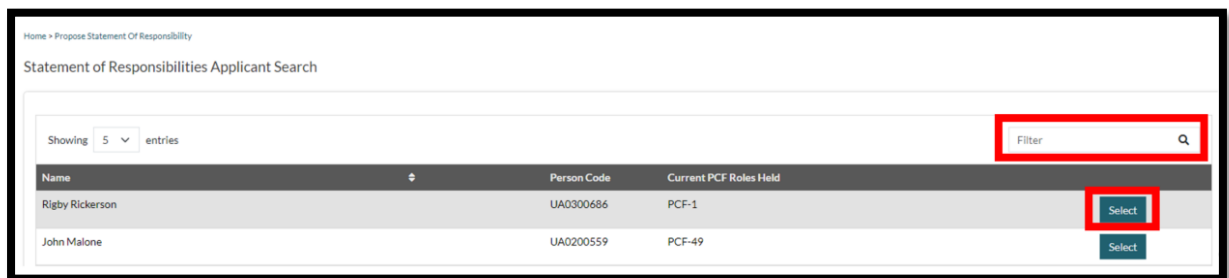 Home > Propose Statement Of Responsibility
Statement of Responsibilities Applicant Search
Showing 5 entries
Filter
Name Person Code Current PCF Roles Held
Rigby Rickerson UA0300686 PCF-1 Select
John Malone UA0200559 PCF-49 Select